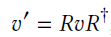 v′ = RvR†